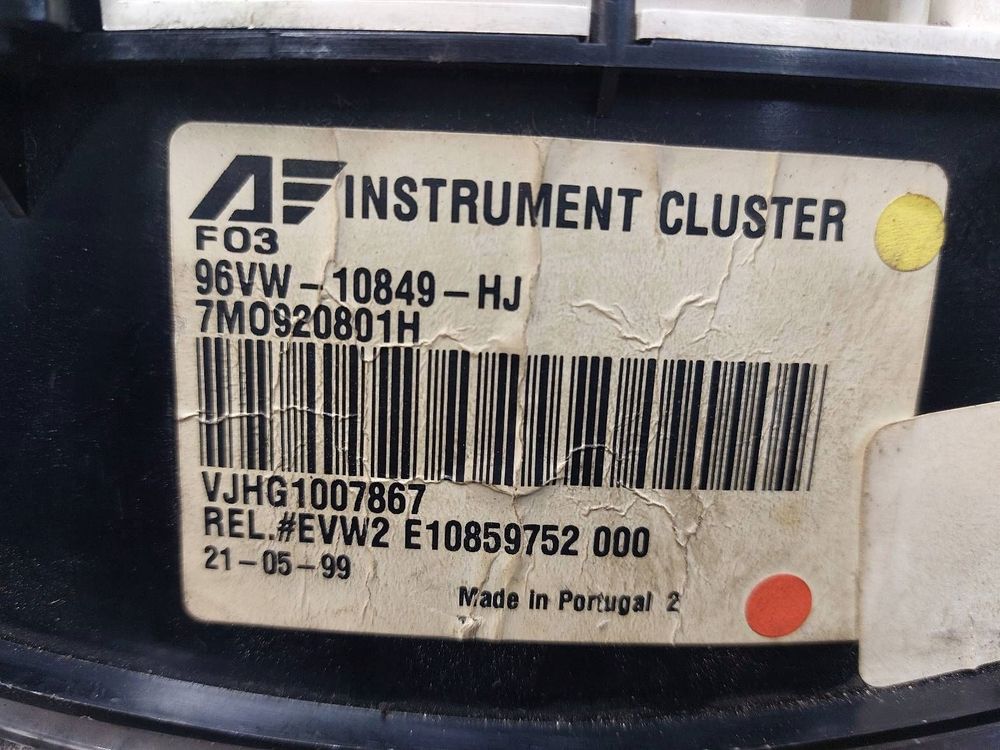 AF INSTRUMENT CLUSTER
F03
96VW-10849-HJ
7M0920801H
VJHG1007867
REL.#EVW2 E10859752 000
21-05-99
Made In Portugal 2